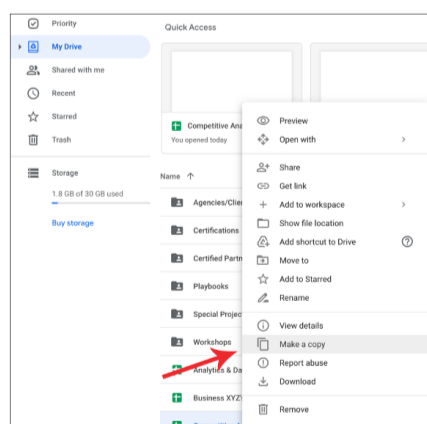 Priority
My Drive
Shared with me
Recent
Starred
Trash
Storage
1.8 GB of 30 GB used
Buy storage
Quick Access
Competitive Ana
You opened today
Name
Agencies/Clie
Certifications
Certified Partn
Playbooks
Special Projec
Workshops
Analytics & Da
Business XYZ
Preview
Open with
Share
Get link
Add to workspace
Show file location
Add shortcut to Drive
Move to
Add to Starred
Rename
View details
Make a copy
Report abuse
Download
Remove